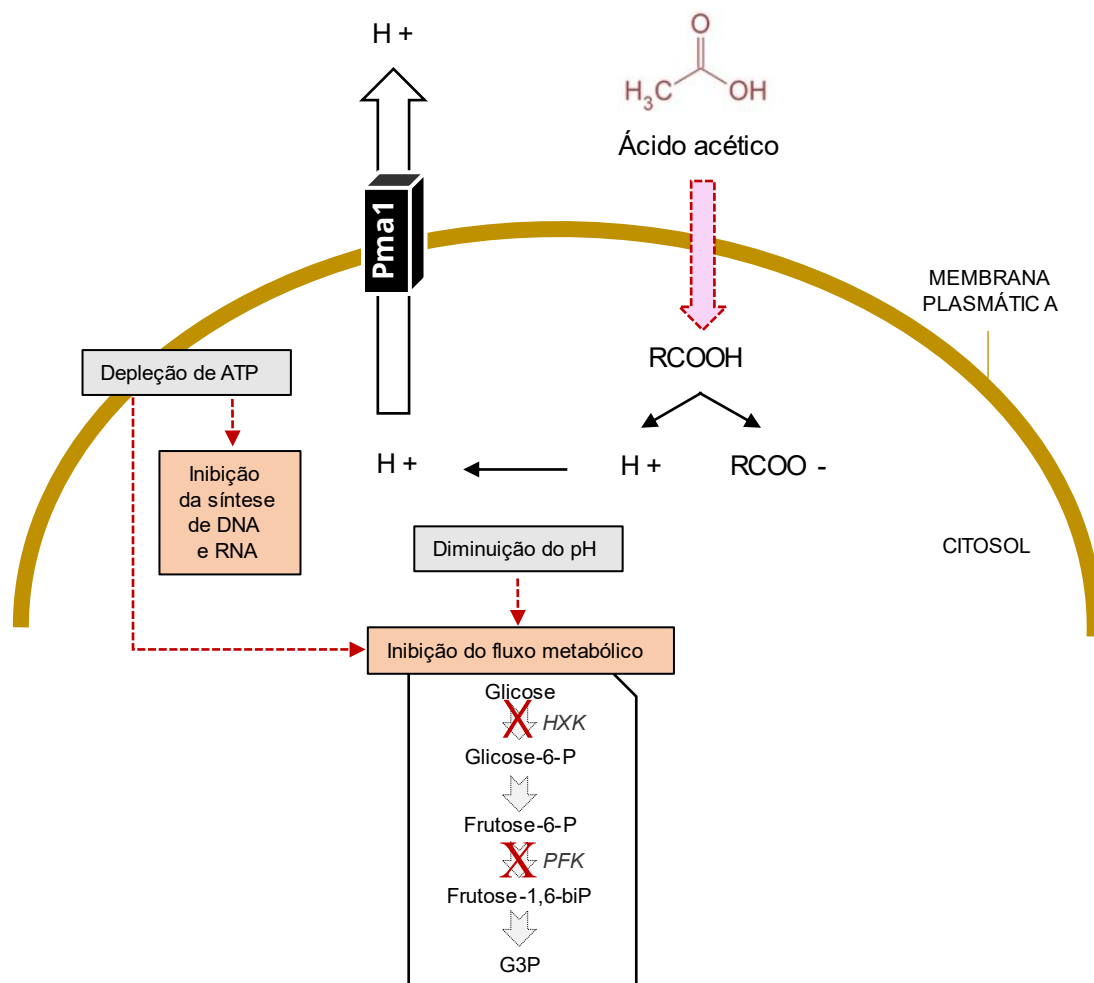 H +
O
H3C
OH
Ácido acético
Pma1
MEMBRANA
PLASMÁTIC A
RCOOH
Depleção de ATP
H +
H +
RCOO -
Inibição
da síntese
de DNA
e RNA
Diminuição do pH
CITOSOL
Inibição do fluxo metabólico
Glicose
X HXK
Glicose-6-P
Frutose-6-P
X PFK
Frutose-1,6-biP
G3P